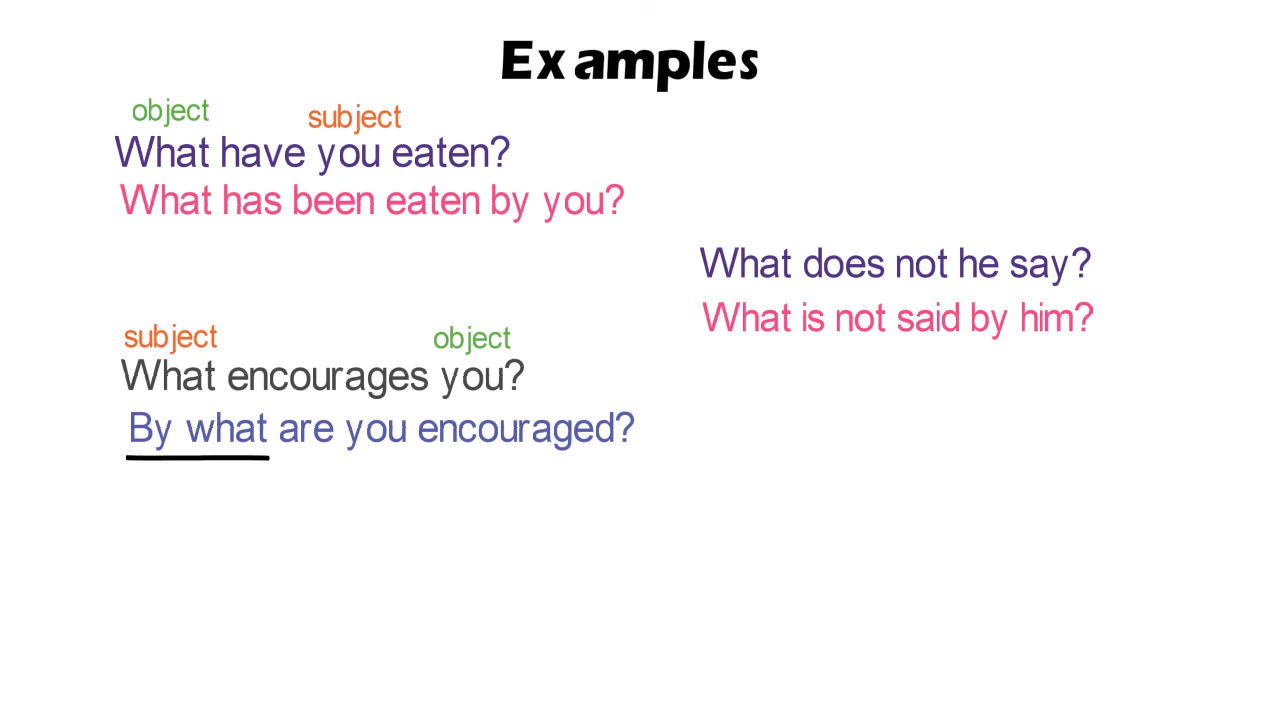 Examples
object subject
What have you eaten?
What has been eaten by you?
What does not he say?
What is not said by him?
subject object
What encourages you?
By what are you encouraged?